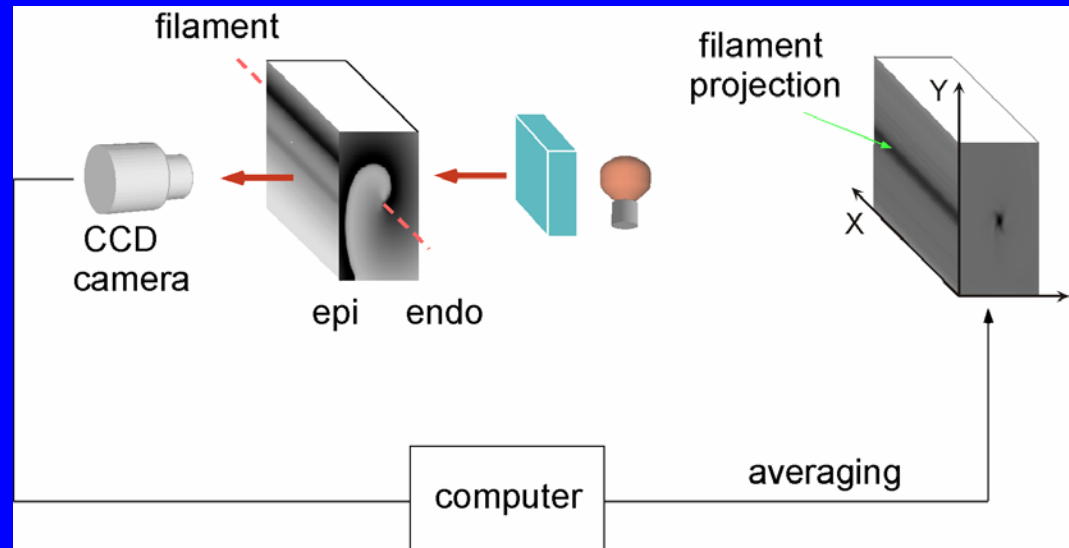 filament
filament
projection
Y
X
CCD
camera
epi
endo
averaging
computer